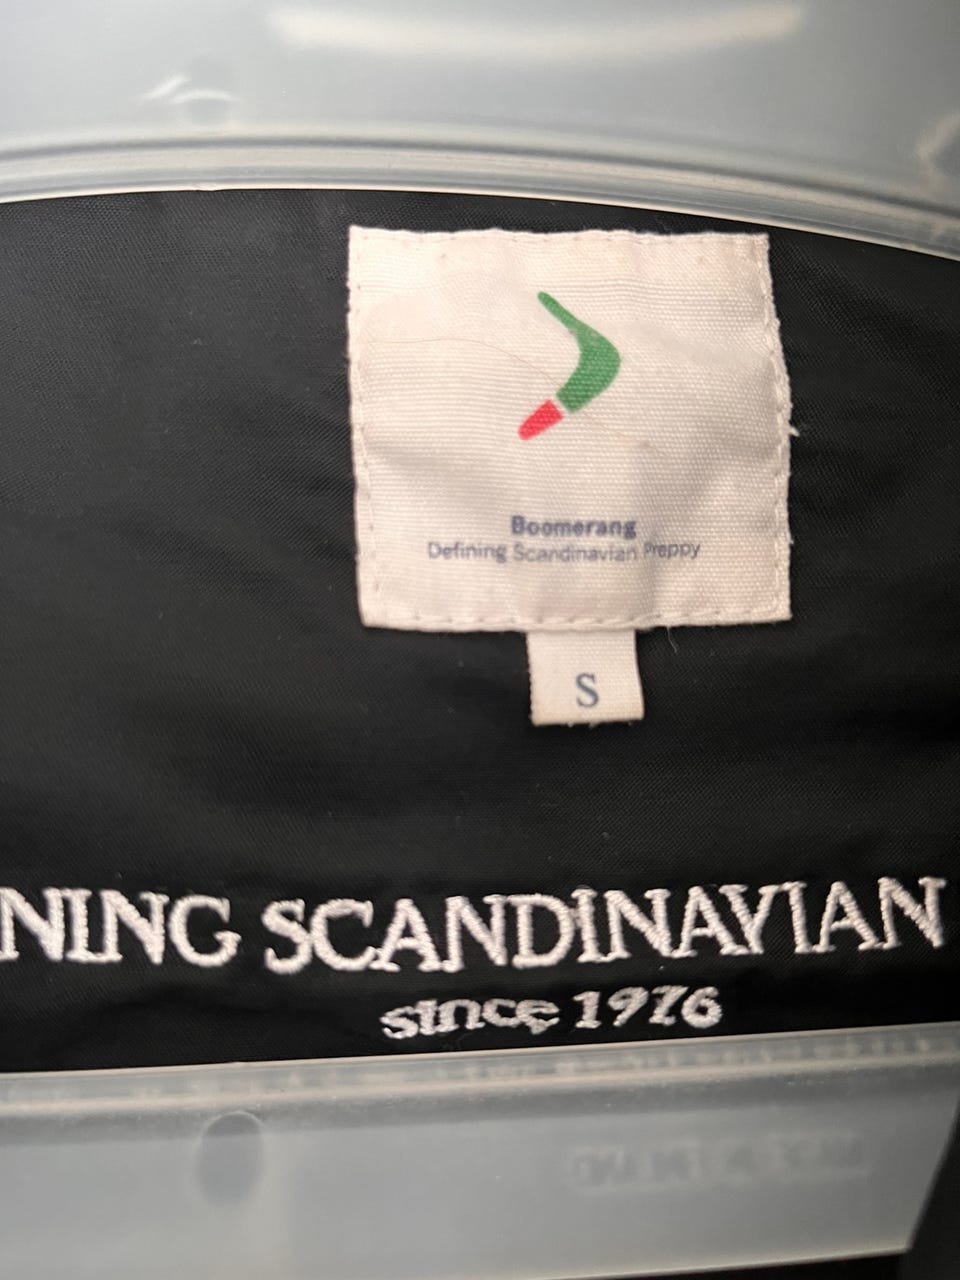 Boomerang
Defining Scandinavian Preppy
S
NING SCANDINAVIAN
since 1976